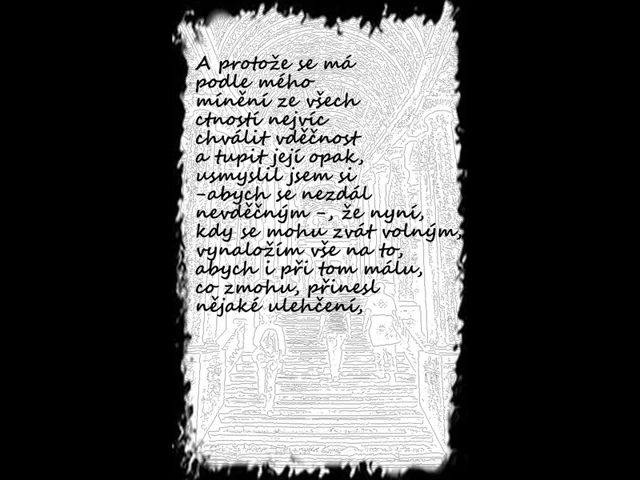 A protože se má
podle mého
mínění ze všech
ctností nejvíc
chválit vděčnost
a tupit její opak,
usmyslil jsem si
-abych se nezdál
nevděčným -, že nyní,
kdy se mohu zvát volným,
vynaložím vše na to,
abych i při tom málu,
co zmohu, přinesl
nějaké ulehčení,